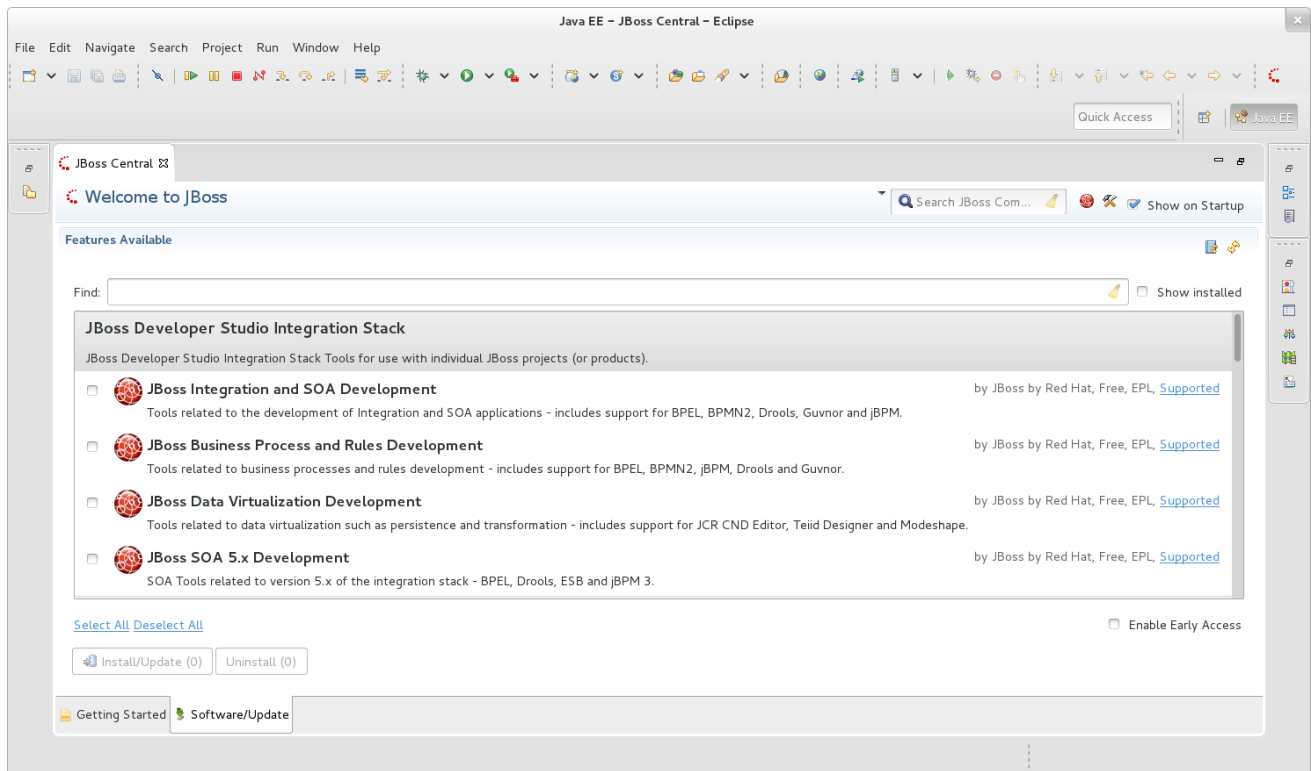 Java EE – JBoss Central – Eclipse
File Edit Navigate Search Project Run Window Help
Quick Access
Java EE
JBoss Central
Welcome to JBoss
Search JBoss Com...
Show on Startup
Features Available
Find:
Show installed
JBoss Developer Studio Integration Stack
JBoss Developer Studio Integration Stack Tools for use with individual JBoss projects (or products).
JBoss Integration and SOA Development by JBoss by Red Hat, Free, EPL, Supported
Tools related to the development of Integration and SOA applications - includes support for BPEL, BPMN2, Drools, Guvnor and jBPM.
JBoss Business Process and Rules Development by JBoss by Red Hat, Free, EPL, Supported
Tools related to business processes and rules development - includes support for BPEL, BPMN2, jBPM, Drools and Guvnor.
JBoss Data Virtualization Development by JBoss by Red Hat, Free, EPL, Supported
Tools related to data virtualization such as persistence and transformation - includes support for JCR CND Editor, Teiid Designer and Modeshape.
JBoss SOA 5.x Development by JBoss by Red Hat, Free, EPL, Supported
SOA Tools related to version 5.x of the integration stack - BPEL, Drools, ESB and jBPM 3.
Select All Deselect All
Enable Early Access
Install/Update (0) Uninstall (0)
Getting Started Software/Update